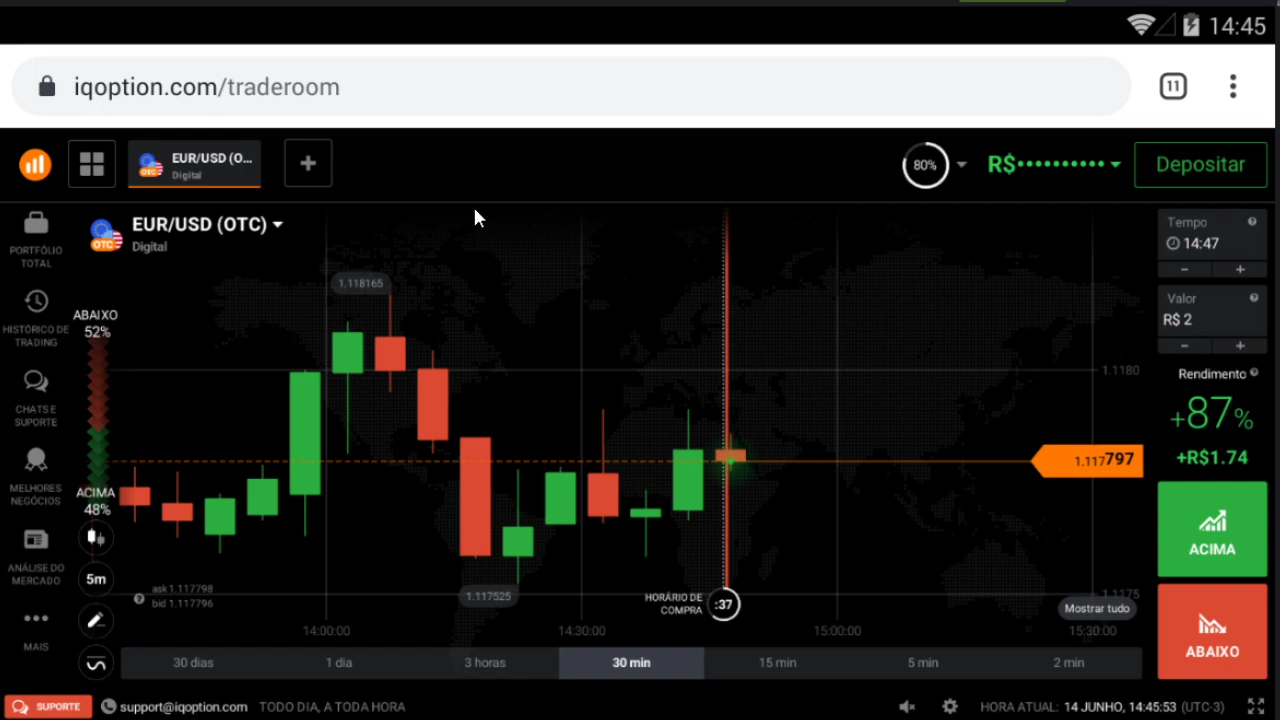 14:45
iqoption.com/traderoom
11
EUR/USD (O...
Digital
80%
R$••••••••••
Depositar
PORTFÓLIO
TOTAL
HISTÓRICO DE
TRADING
CHATS E
SUPORTE
MELHORES
NEGÓCIOS
ANÁLISE DO
MERCADO
MAIS
EUR/USD (OTC)
OTC
Digital
ABAIXO
52%
ACIMA
48%
5m
1.118165
1.117525
ask 1.117798
bid 1.117796
HORÁRIO DE
COMPRA
:37
1.1180
1.117797
1.1175
Mostrar tudo
14:00:00
14:30:00
15:00:00
15:30:00
30 dias
1 dia
3 horas
30 min
15 min
5 min
2 min
Tempo
14:47
Valor
R$ 2
Rendimento
+87%
+R$1.74
ACIMA
ABAIXO
SUPORTE
support@iqoption.com
TODO DIA, A TODA HORA
HORA ATUAL: 14 JUNHO, 14:45:53 (UTC-3)